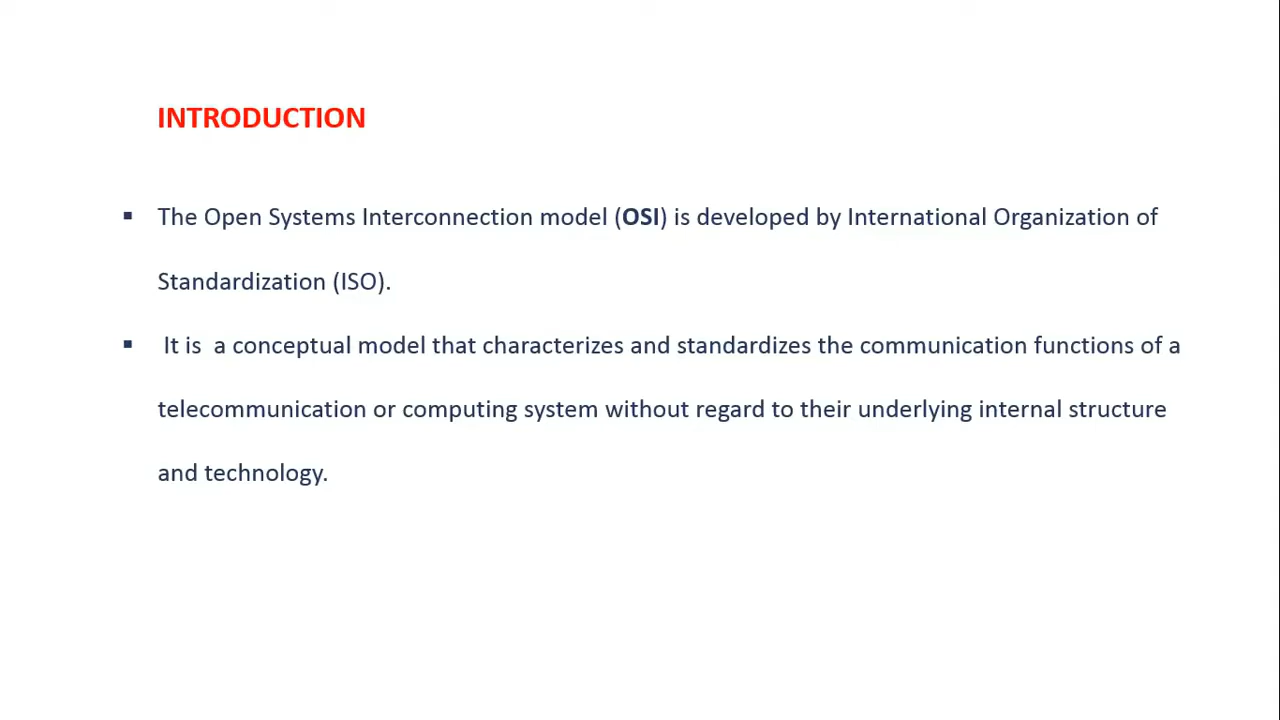 INTRODUCTION
▪ The Open Systems Interconnection model (OSI) is developed by International Organization of
Standardization (ISO).
▪ It is  a conceptual model that characterizes and standardizes the communication functions of a
telecommunication or computing system without regard to their underlying internal structure
and technology.